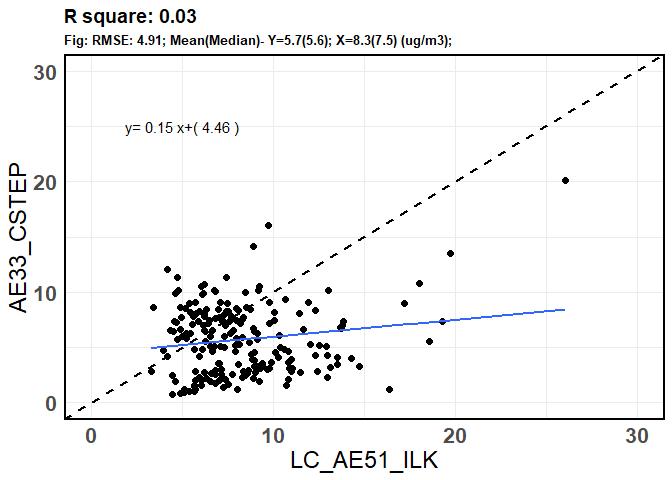 R square: 0.03
Fig: RMSE: 4.91; Mean(Median)- Y=5.7(5.6); X=8.3(7.5) (ug/m3);
30
y= 0.15 x+( 4.46 )
20
AE33_CSTEP
10
0
0 10 20 30
LC_AE51_ILK